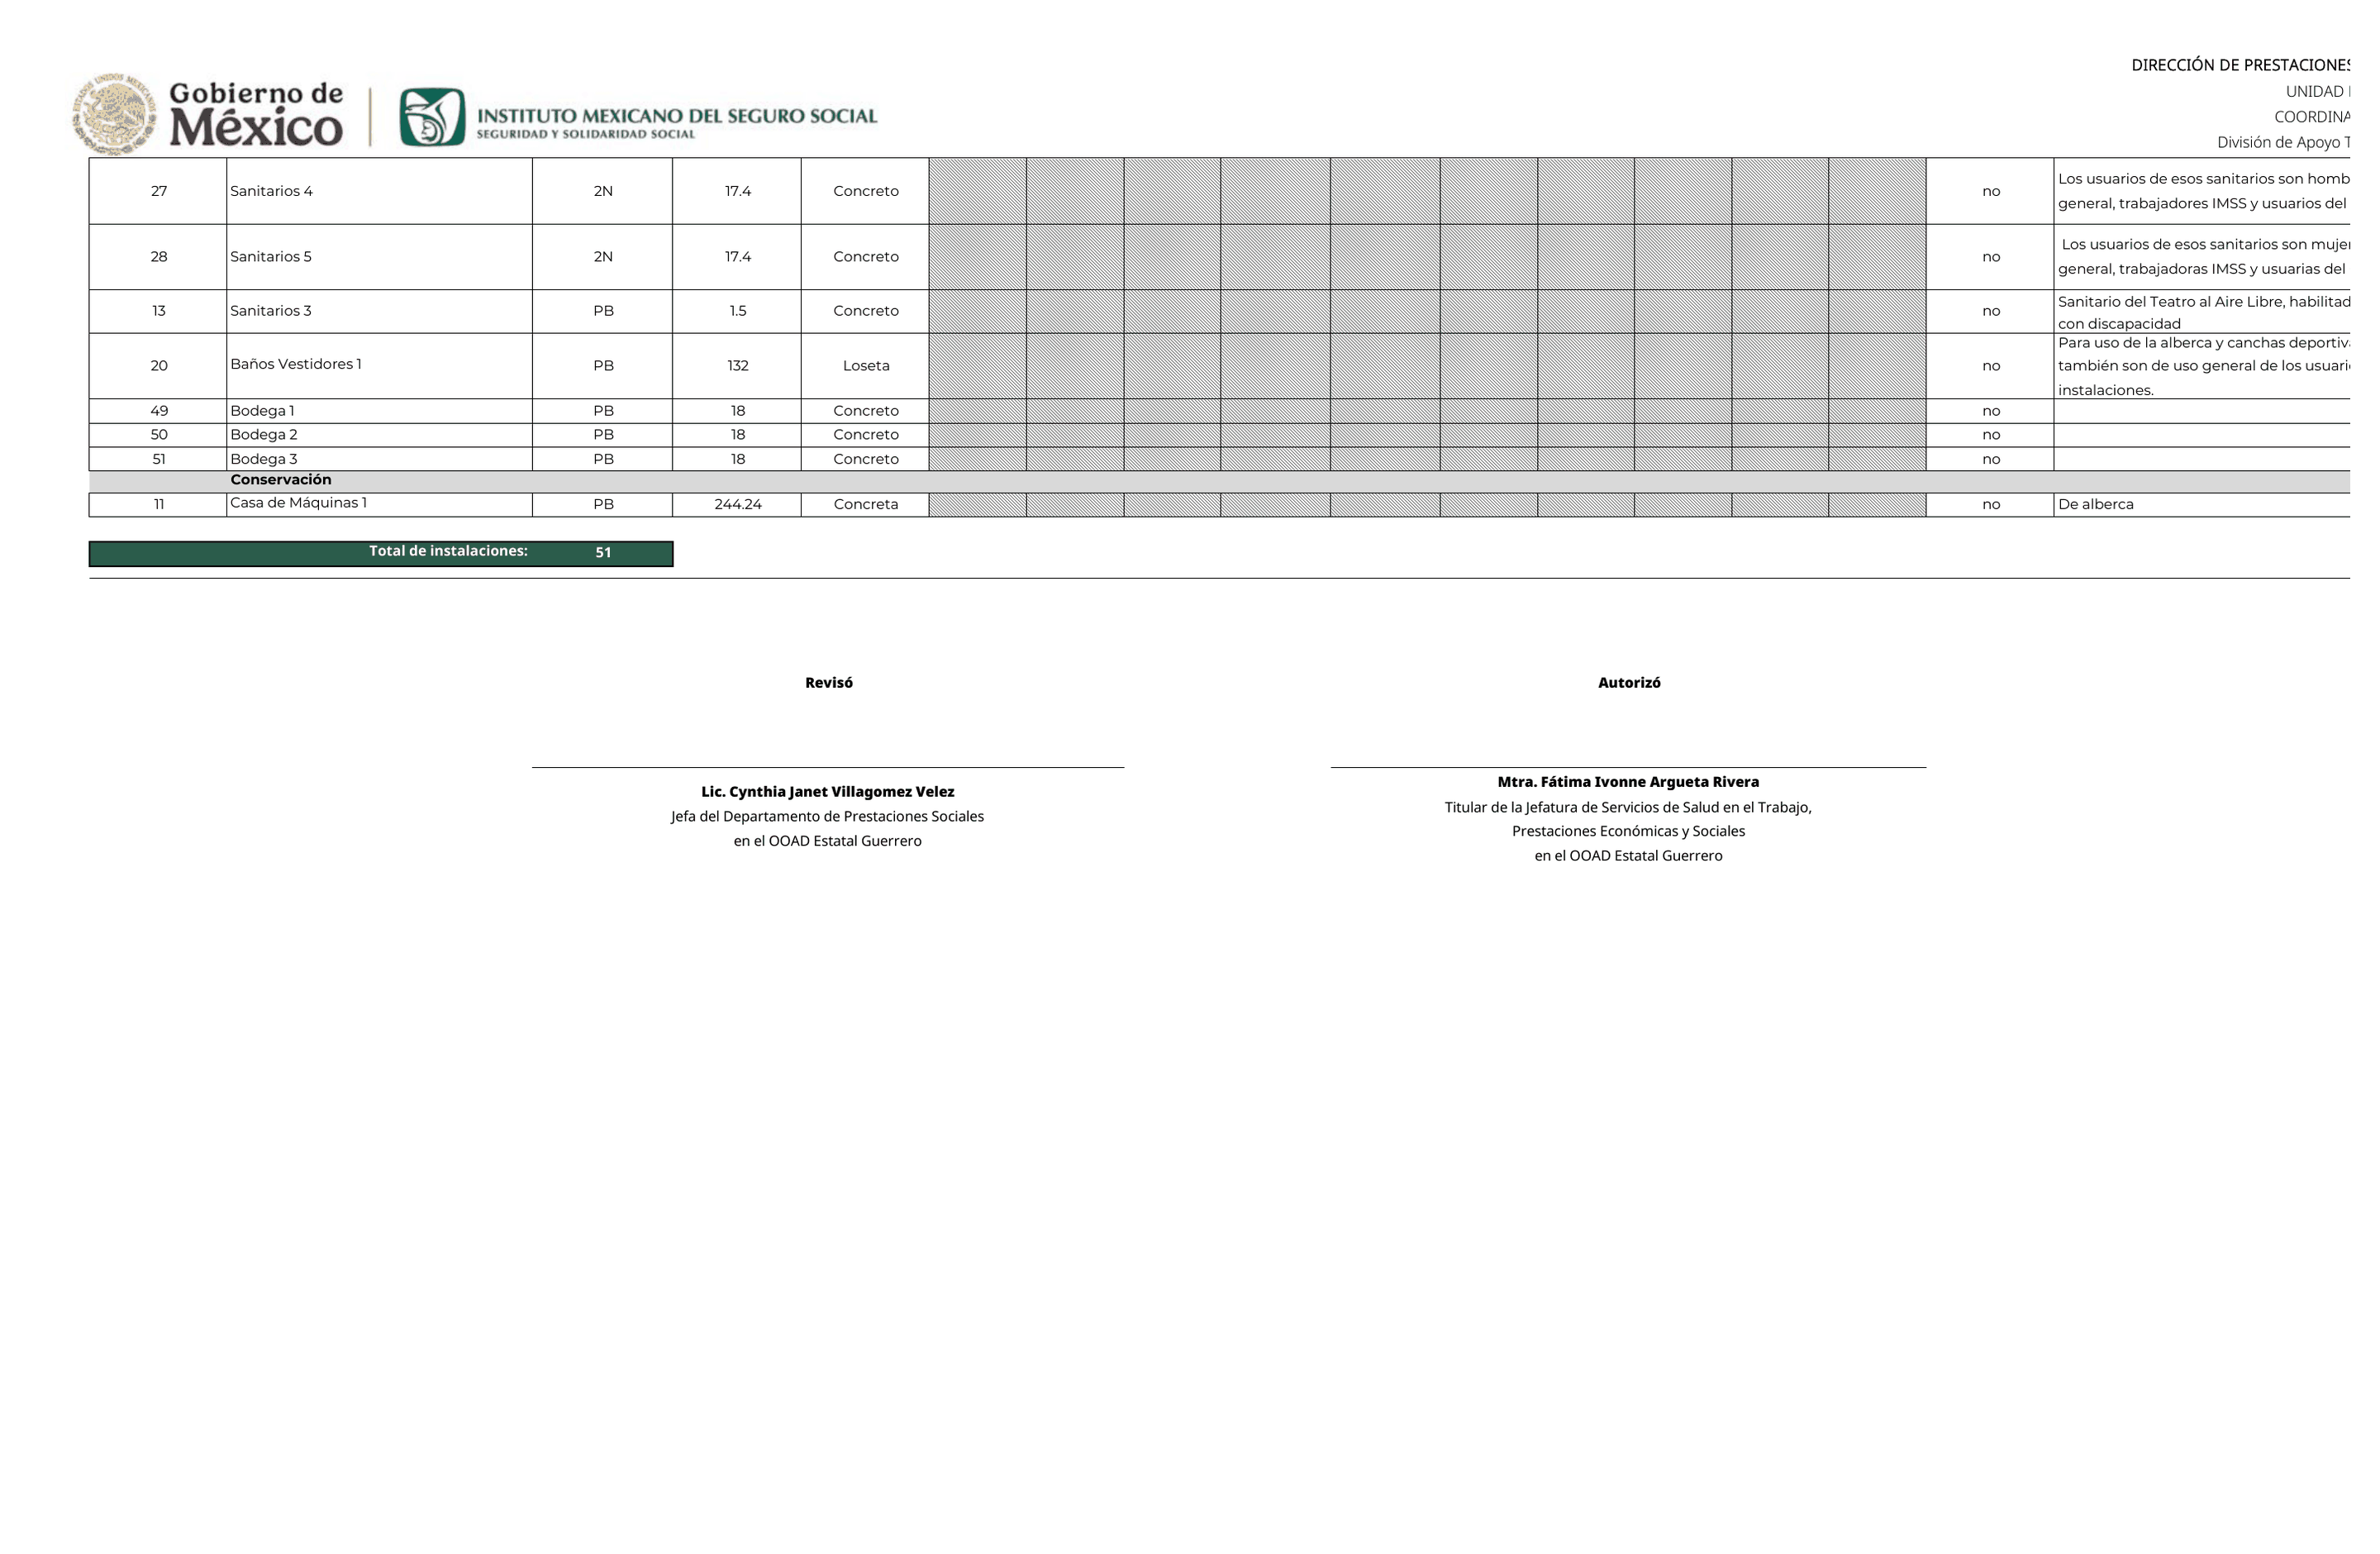 Gobierno de
México
INSTITUTO MEXICANO DEL SEGURO SOCIAL
SEGURIDAD Y SOLIDARIDAD SOCIAL
DIRECCIÓN DE PRESTACIONES
UNIDAD
COORDINA
División de Apoyo T
27 Sanitarios 4 2N 17.4 Concreto no Los usuarios de esos sanitarios son homb
general, trabajadores IMSS y usuarios del
28 Sanitarios 5 2N 17.4 Concreto no Los usuarios de esos sanitarios son mujer
general, trabajadoras IMSS y usuarias del
13 Sanitarios 3 PB 1.5 Concreto no Sanitario del Teatro al Aire Libre, habilitad
con discapacidad
20 Baños Vestidores 1 PB 132 Loseta no Para uso de la alberca y canchas deportiva
también son de uso general de los usuari
instalaciones.
49 Bodega 1 PB 18 Concreto no
50 Bodega 2 PB 18 Concreto no
51 Bodega 3 PB 18 Concreto no
Conservación
11 Casa de Máquinas 1 PB 244.24 Concreta no De alberca
Total de instalaciones: 51
Revisó
Lic. Cynthia Janet Villagomez Velez
Jefa del Departamento de Prestaciones Sociales
en el OOAD Estatal Guerrero
Autorizó
Mtra. Fátima Ivonne Argueta Rivera
Titular de la Jefatura de Servicios de Salud en el Trabajo,
Prestaciones Económicas y Sociales
en el OOAD Estatal Guerrero